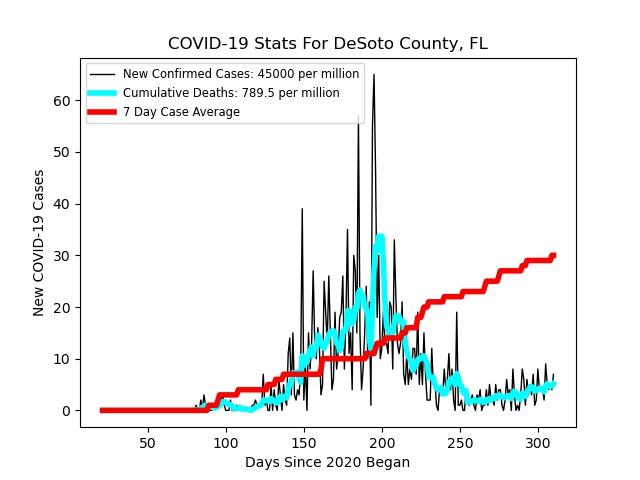 COVID-19 Stats For DeSoto County, FL
New Confirmed Cases: 45000 per million
Cumulative Deaths: 789.5 per million
7 Day Case Average
60
50
40
30
20
10
0
New COVID-19 Cases
50 100 150 200 250 300
Days Since 2020 Began